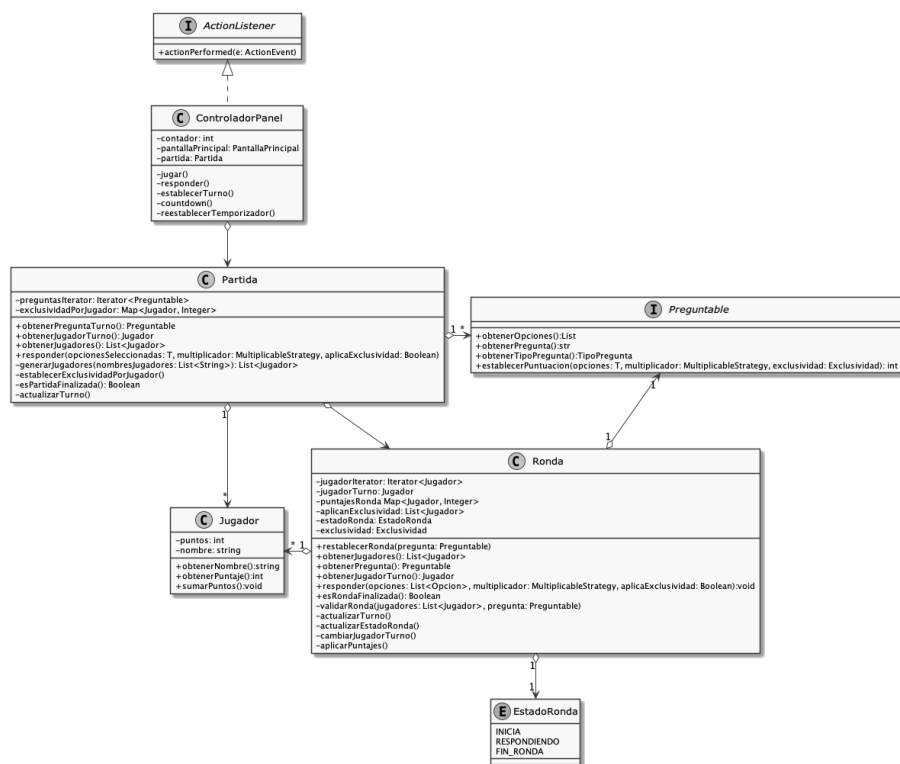 I ActionListener
+actionPerformed(e: ActionEvent)
C ControladorPanel
-contador: int
-pantallaPrincipal: PantallaPrincipal
-partida: Partida
-jugar()
-responder()
-establecerTurno()
-countdown()
-reestablecerTemporizador()
C Partida
-preguntasIterator: Iterator<Preguntable>
-exclusividadPorJugador: Map<Jugador, Integer>
+obtenerPreguntaTurno(): Preguntable
+obtenerJugadorTurno(): Jugador
+obtenerJugadores(): List<Jugador>
+responder(opcionesSeleccionadas: T, multiplicador: MultiplicableStrategy, aplicaExclusividad: Boolean)
-generarJugadores(nombresJugadores: List<String>): List<Jugador>
-establecerExclusividadPorJugador()
-esPartidaFinalizada(): Boolean
-actualizarTurno()
1 *
I Preguntable
+obtenerOpciones():List
+obtenerPregunta():str
+obtenerTipoPregunta():TipoPregunta
+establecerPuntuacion(opciones: T, multiplicador: MultiplicableStrategy, exclusividad: Exclusividad): int
1
1
1
*
C Ronda
-jugadorIterator: Iterator<Jugador>
-jugadorTurno: Jugador
-puntajesRonda Map<Jugador, Integer>
-aplicanExclusividad: List<Jugador>
-estadoRonda: EstadoRonda
-exclusividad: Exclusividad
+restablecerRonda(pregunta: Preguntable)
+obtenerJugadores(): List<Jugador>
+obtenerPregunta(): Preguntable
+obtenerJugadorTurno(): Jugador
+responder(opciones: List<Opcion>, multiplicador: MultiplicableStrategy, aplicaExclusividad: Boolean):void
+esRondaFinalizada(): Boolean
-validarRonda(jugadores: List<Jugador>, pregunta: Preguntable)
-actualizarTurno()
-actualizarEstadoRonda()
-cambiarJugadorTurno()
-aplicarPuntajes()
C Jugador
-puntos: int
-nombre: string
+obtenerNombre():string
+obtenerPuntaje():int
+sumarPuntos():void
* 1
1
1
E EstadoRonda
INICIA
RESPONDIENDO
FIN_RONDA